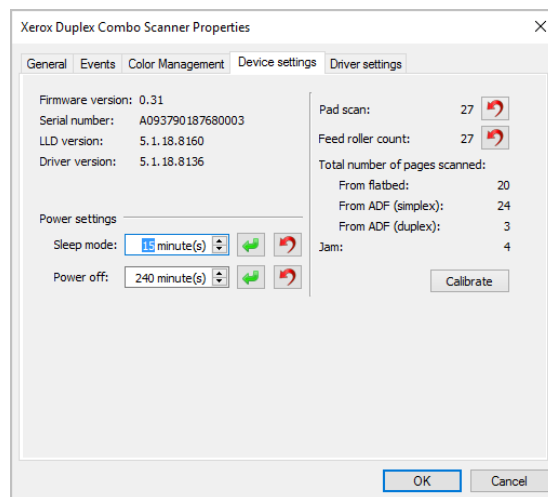 Xerox Duplex Combo Scanner Properties
General Events Color Management Device settings Driver settings
Firmware version: 0.31
Serial number: A093790187680003
LLD version: 5.1.18.8160
Driver version: 5.1.18.8136
Power settings
Sleep mode: 15 minute(s)
Power off: 240 minute(s)
Pad scan: 27
Feed roller count: 27
Total number of pages scanned:
From flatbed: 20
From ADF (simplex): 24
From ADF (duplex): 3
Jam: 4
Calibrate
OK Cancel